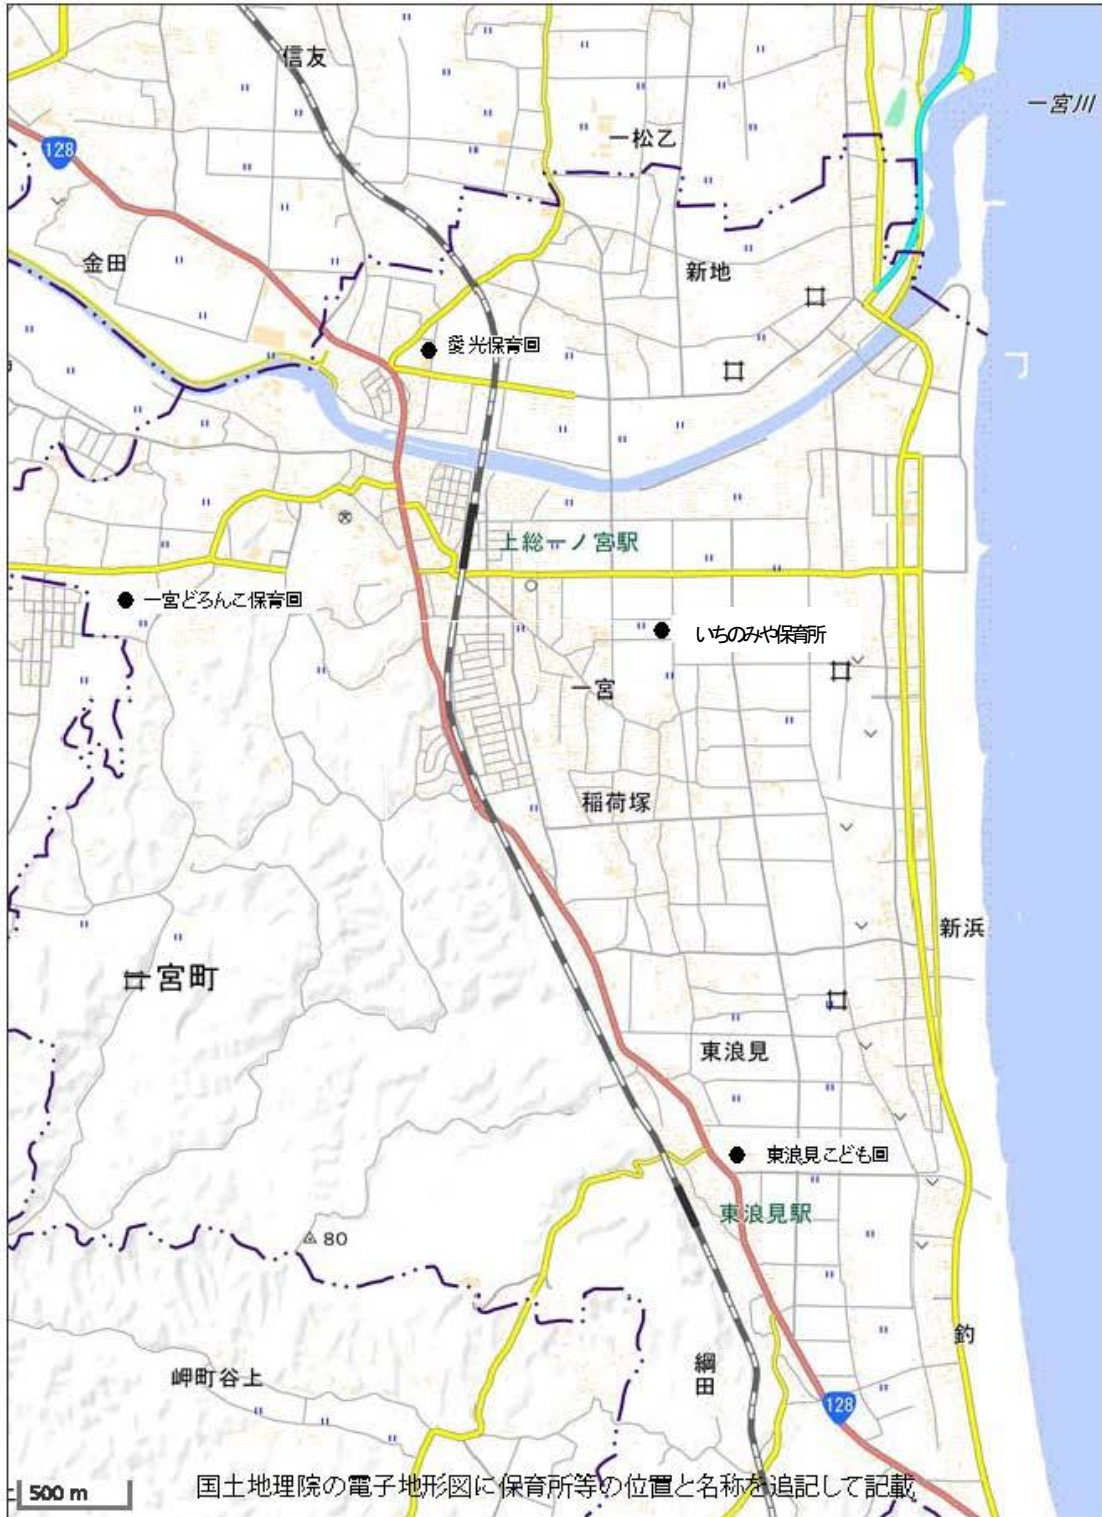 信友
一宮川
一松乙
128
金田
新地
愛光保育園
上総一ノ宮駅
一宮どろんこ保育園
いちのみや保育所
一宮
稲荷塚
新浜
一宮町
東浪見
東浪見こども園
東浪見駅
80
釣
綱田
岬町谷上
128
500 m
国土地理院の電子地形図に保育所等の位置と名称を追記して記載